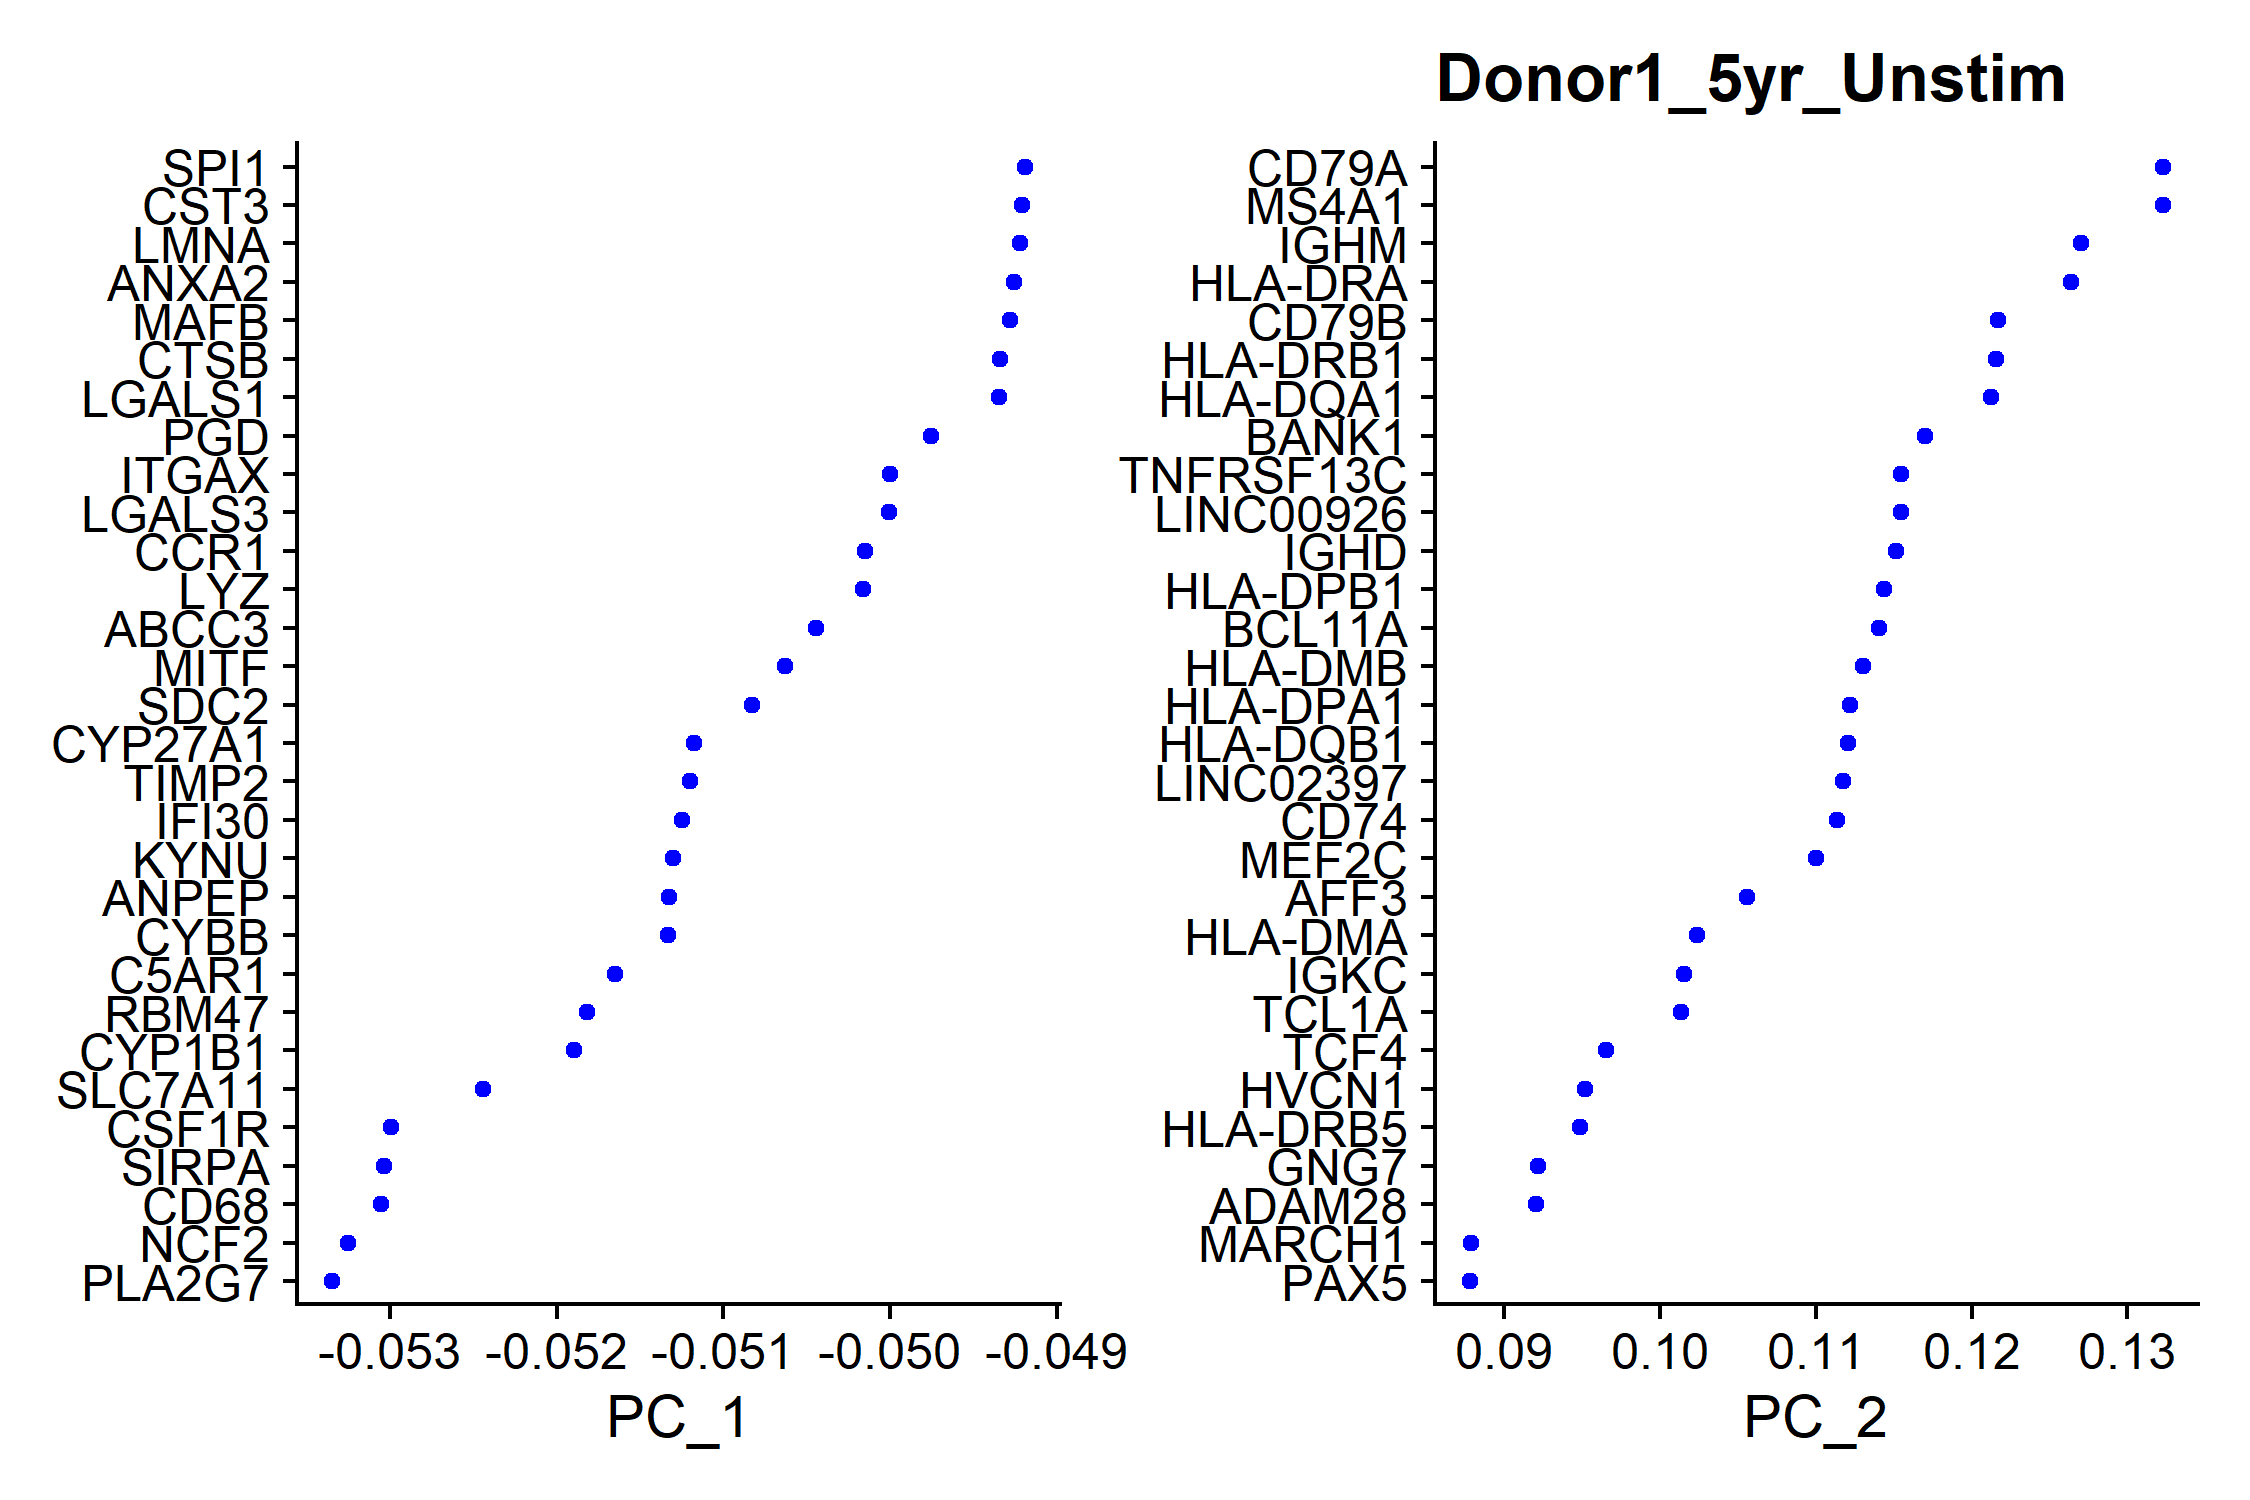 Donor1_5yr_Unstim
SPI1
CST3
LMNA
ANXA2
MAFB
CTSB
LGALS1
PGD
ITGAX
LGALS3
CCR1
LYZ
ABCC3
MITF
SDC2
CYP27A1
TIMP2
IFI30
KYNU
ANPEP
CYBB
C5AR1
RBM47
CYP1B1
SLC7A11
CSF1R
SIRPA
CD68
NCF2
PLA2G7
-0.053 -0.052 -0.051 -0.050 -0.049
PC_1
CD79A
MS4A1
IGHM
HLA-DRA
CD79B
HLA-DRB1
HLA-DQA1
BANK1
TNFRSF13C
LINC00926
IGHD
HLA-DPB1
BCL11A
HLA-DMB
HLA-DPA1
HLA-DQB1
LINC02397
CD74
MEF2C
AFF3
HLA-DMA
IGKC
TCL1A
TCF4
HVCN1
HLA-DRB5
GNG7
ADAM28
MARCH1
PAX5
0.09 0.10 0.11 0.12 0.13
PC_2